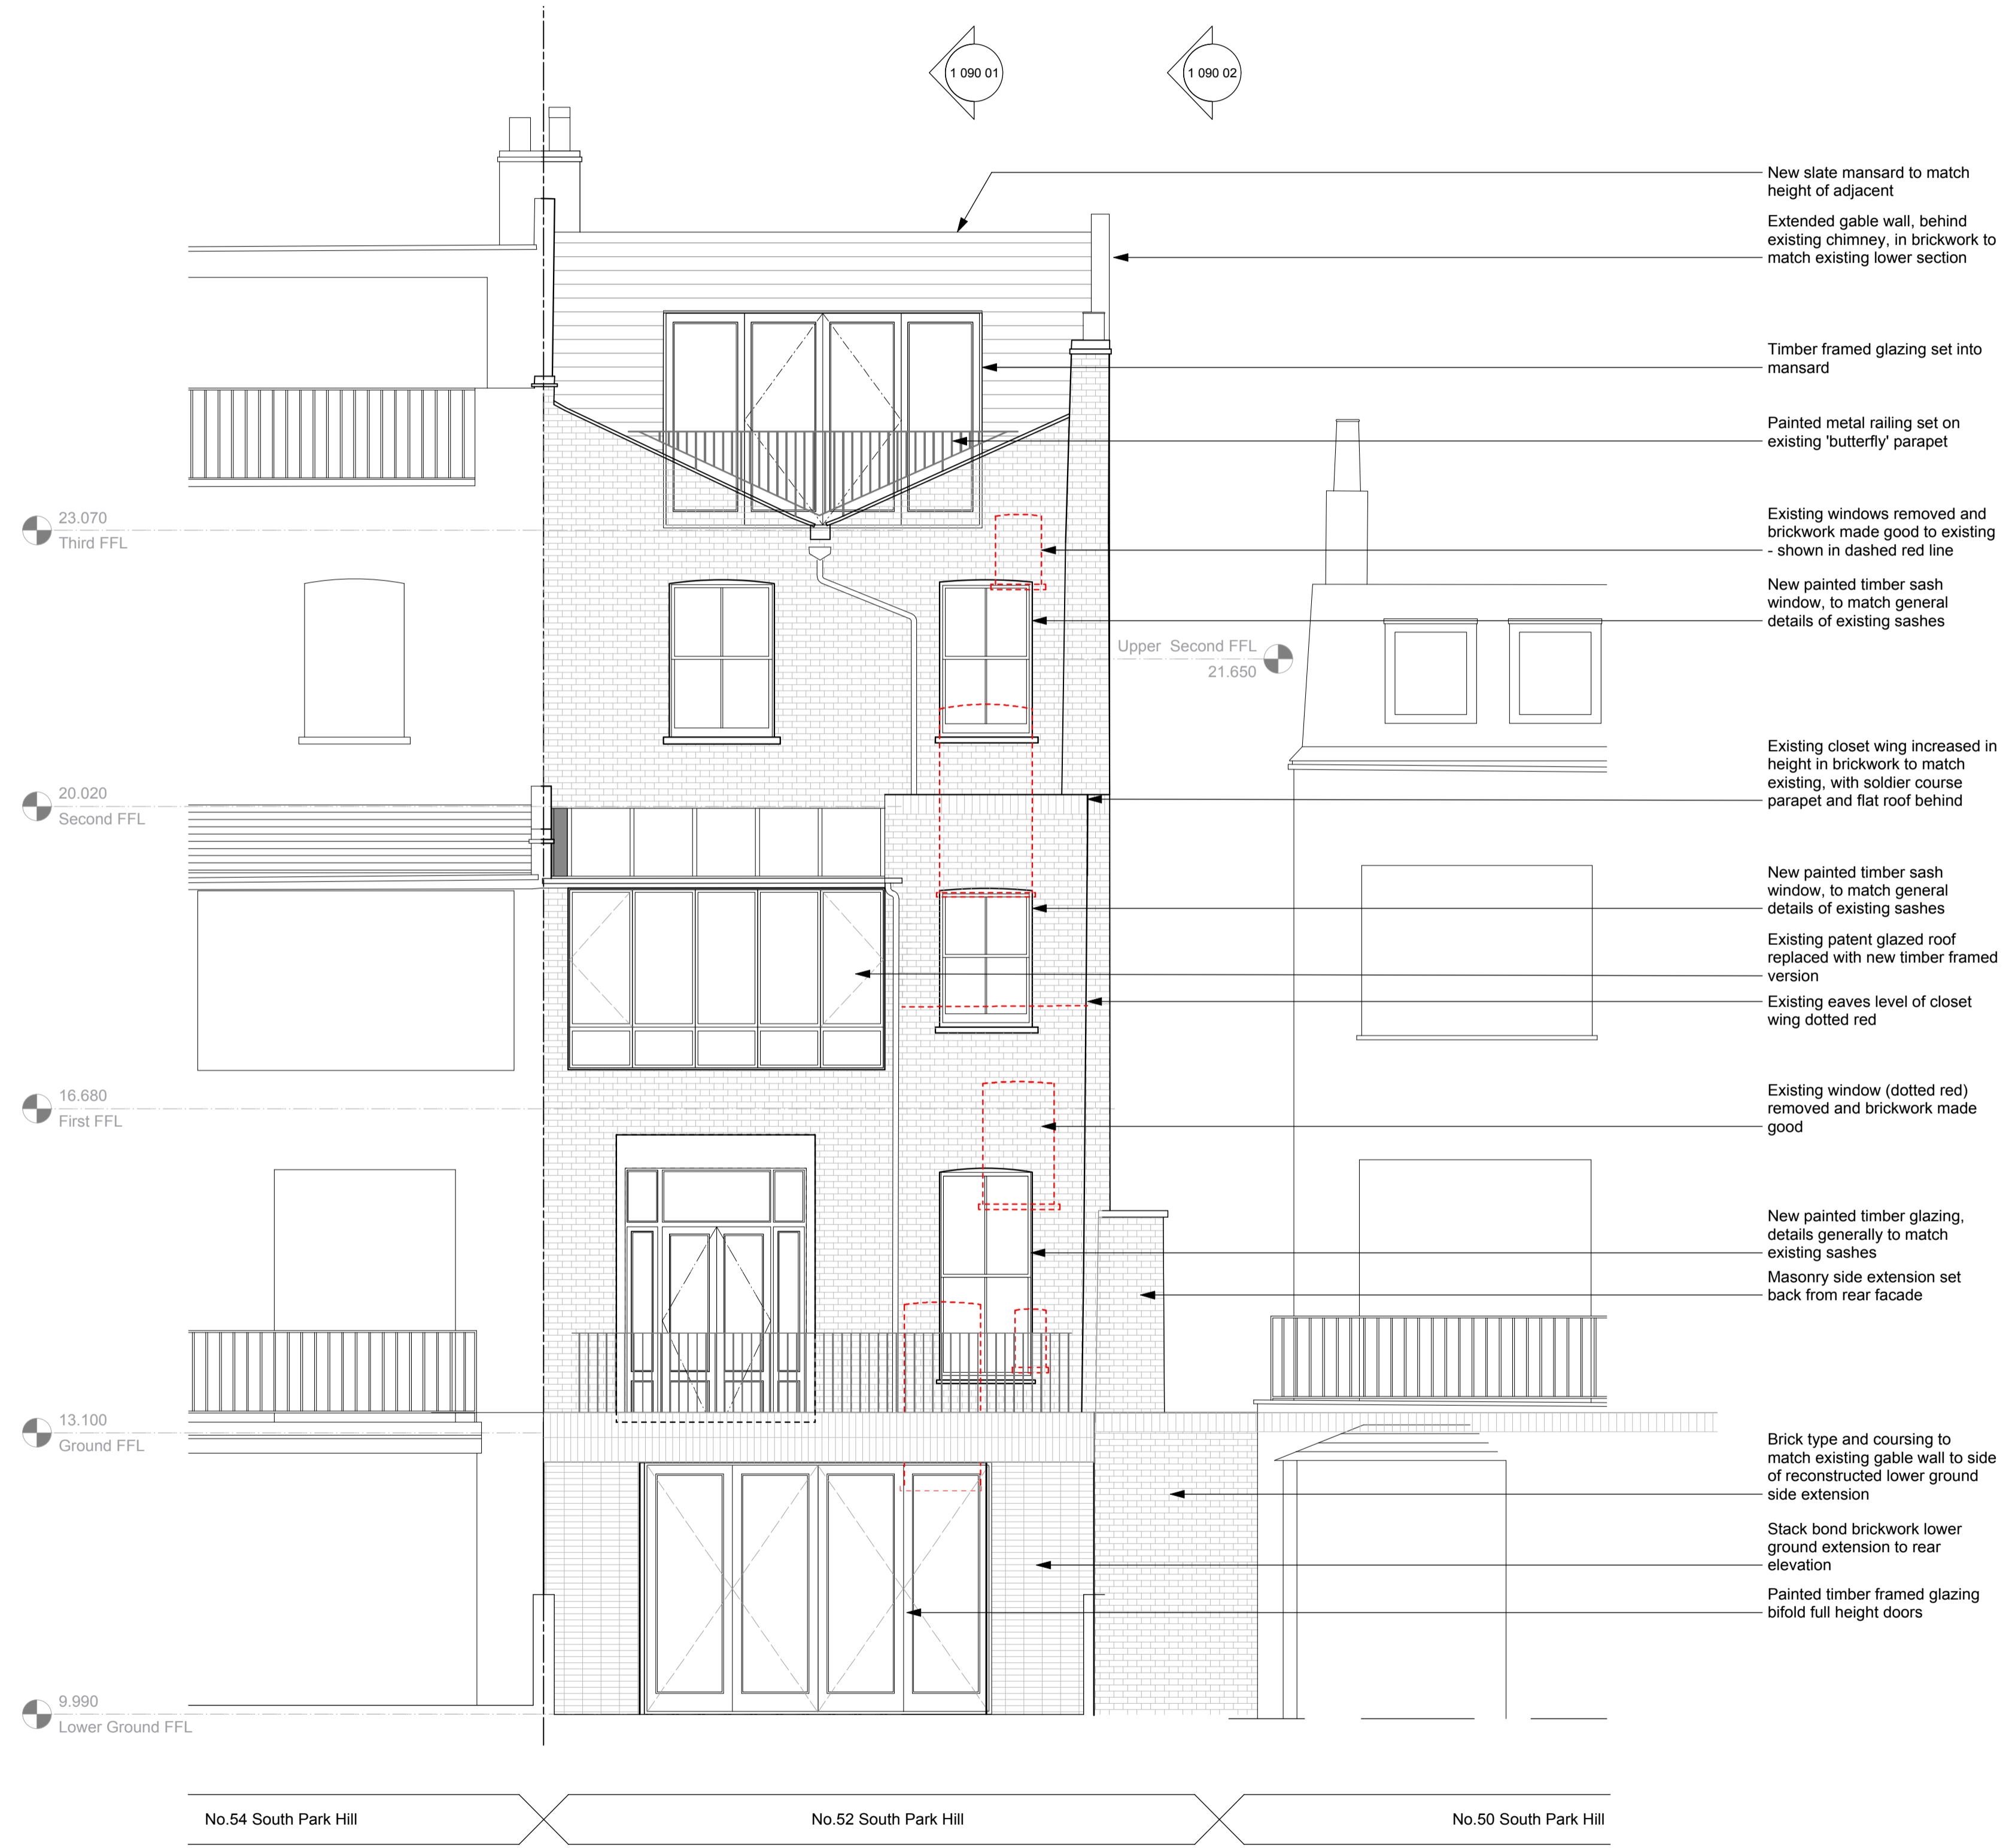 1 090 01
1 090 02
New slate mansard to match
height of adjacent
Extended gable wall, behind
existing chimney, in brickwork to
match existing lower section
Timber framed glazing set into
mansard
Painted metal railing set on
existing 'butterfly' parapet
23.070
Third FFL
Existing windows removed and
brickwork made good to existing
- shown in dashed red line
New painted timber sash
window, to match general
details of existing sashes
Upper Second FFL
21.650
Existing closet wing increased in
height in brickwork to match
existing, with soldier course
parapet and flat roof behind
20.020
Second FFL
New painted timber sash
window, to match general
details of existing sashes
Existing patent glazed roof
replaced with new timber framed
version
Existing eaves level of closet
wing dotted red
16.680
First FFL
Existing window (dotted red)
removed and brickwork made
good
New painted timber glazing,
details generally to match
existing sashes
Masonry side extension set
back from rear facade
13.100
Ground FFL
Brick type and coursing to
match existing gable wall to side
of reconstructed lower ground
side extension
Stack bond brickwork lower
ground extension to rear
elevation
Painted timber framed glazing
bifold full height doors
9.990
Lower Ground FFL
No.54 South Park Hill
No.52 South Park Hill
No.50 South Park Hill